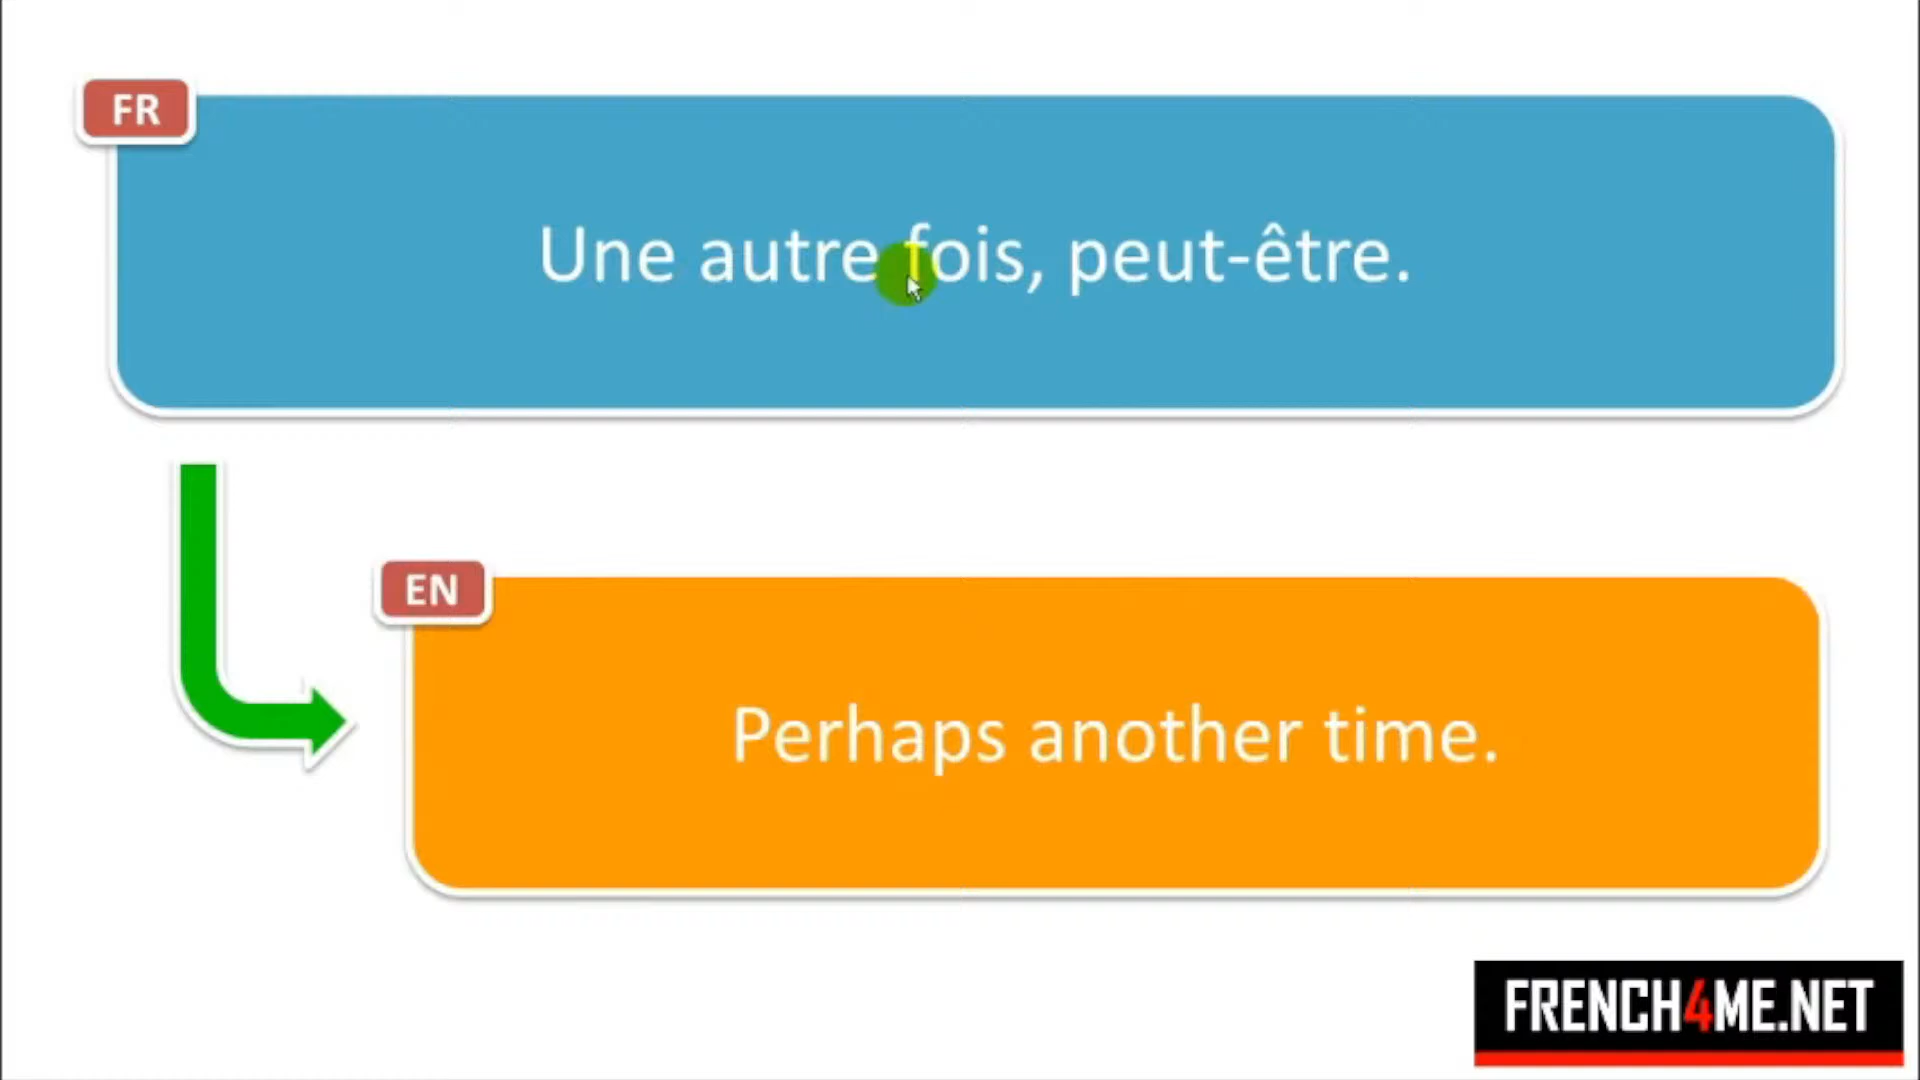 FR
Une autre fois, peut-être.
EN
Perhaps another time.
FRENCH4ME.NET